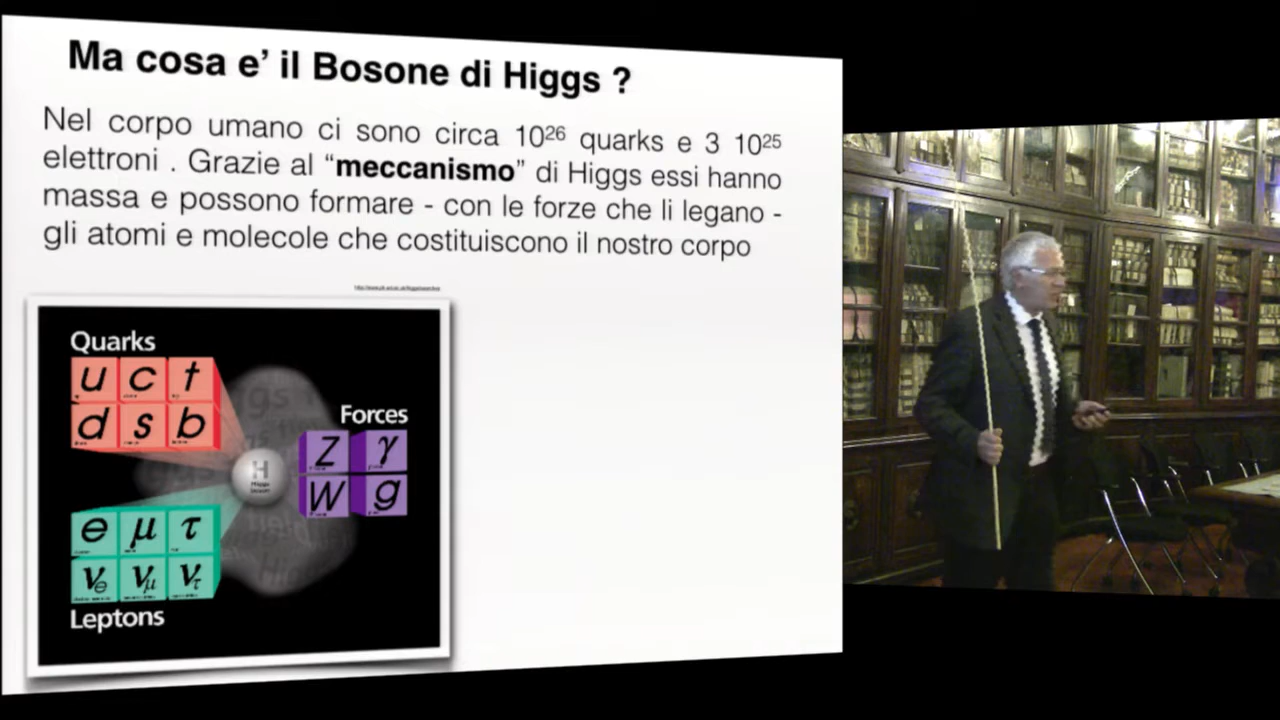 Ma cosa e’ il Bosone di Higgs ?
Nel corpo umano ci sono circa 10²⁶ quarks e 3 10²⁵
elettroni . Grazie al “meccanismo” di Higgs essi hanno
massa e possono formare - con le forze che li legano -
gli atomi e molecole che costituiscono il nostro corpo
Quarks
u c t
d s b
Forces
Z γ
W g
H
Higgs
boson
e μ τ
νe νμ ντ
Leptons